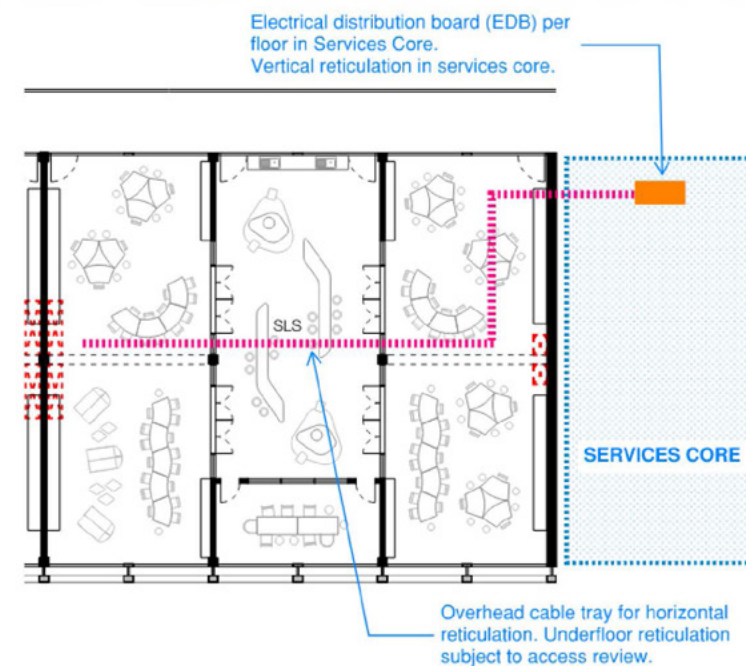 Electrical distribution board (EDB) per
floor in Services Core.
Vertical reticulation in services core.
SLS
SERVICES CORE
Overhead cable tray for horizontal
reticulation. Underfloor reticulation
subject to access review.